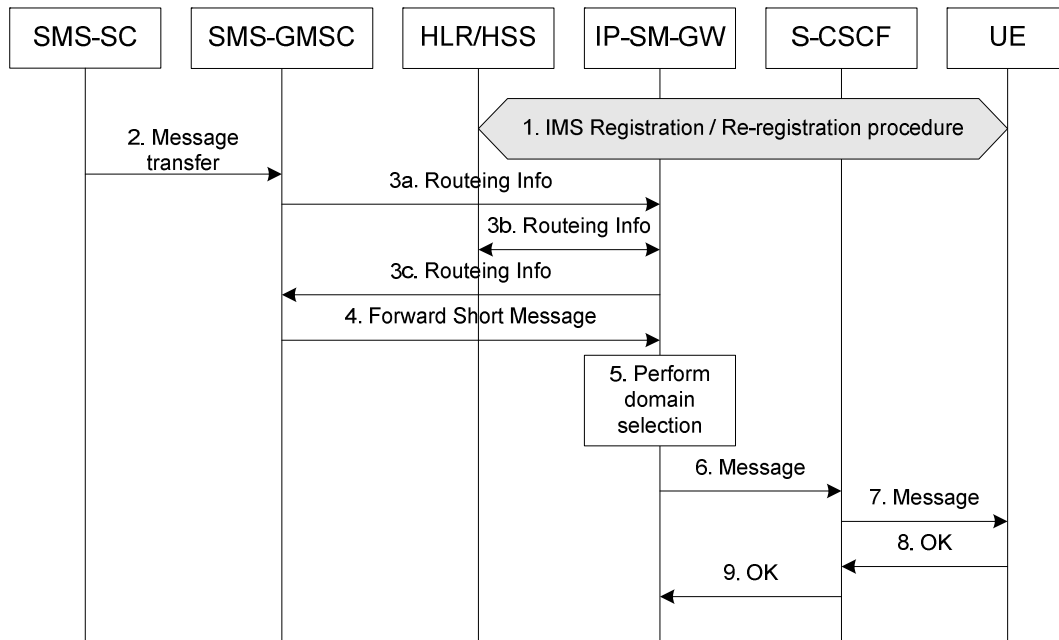 SMS-SC
SMS-GMSC
HLR/HSS
IP-SM-GW
S-CSCF
UE
1. IMS Registration / Re-registration procedure
2. Message
transfer
3a. Routeing Info
3b. Routeing Info
3c. Routeing Info
4. Forward Short Message
5. Perform
domain
selection
6. Message
7. Message
8. OK
9. OK